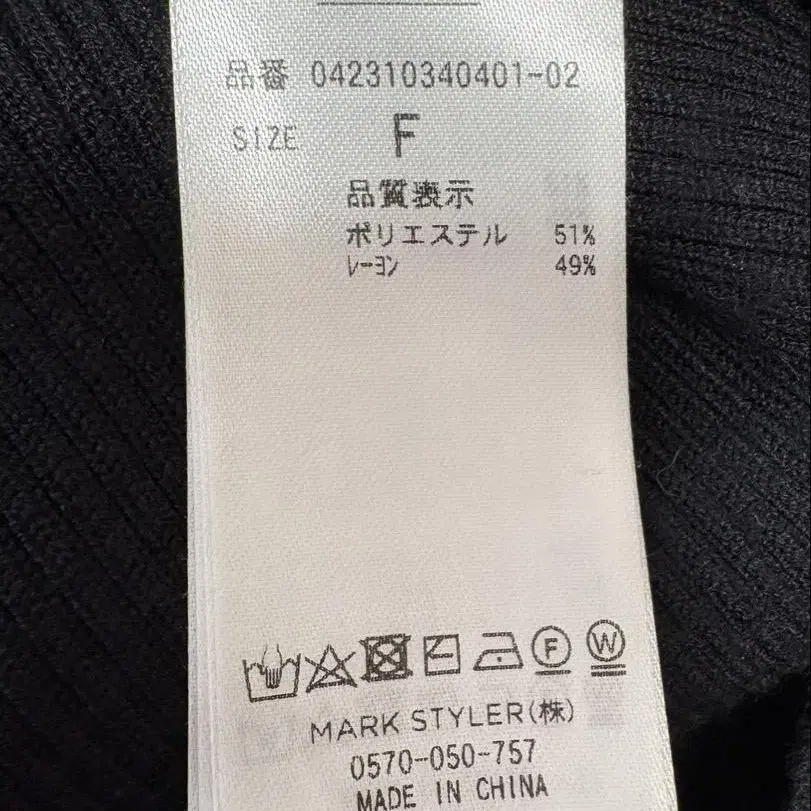 品番 042310340401-02
SIZE F
品質表示
ポリエステル 51%
レーヨン 49%
F W
MARK STYLER(株)
0570-050-757
MADE IN CHINA